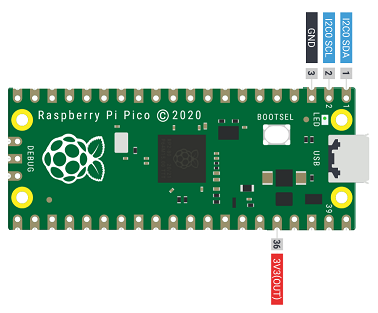 GND
I2C0 SCL
I2C0 SDA
3
2
1
2
1
LED
Raspberry Pi Pico ©2020
BOOTSEL
DEBUG
USB
39
36
3V3(OUT)